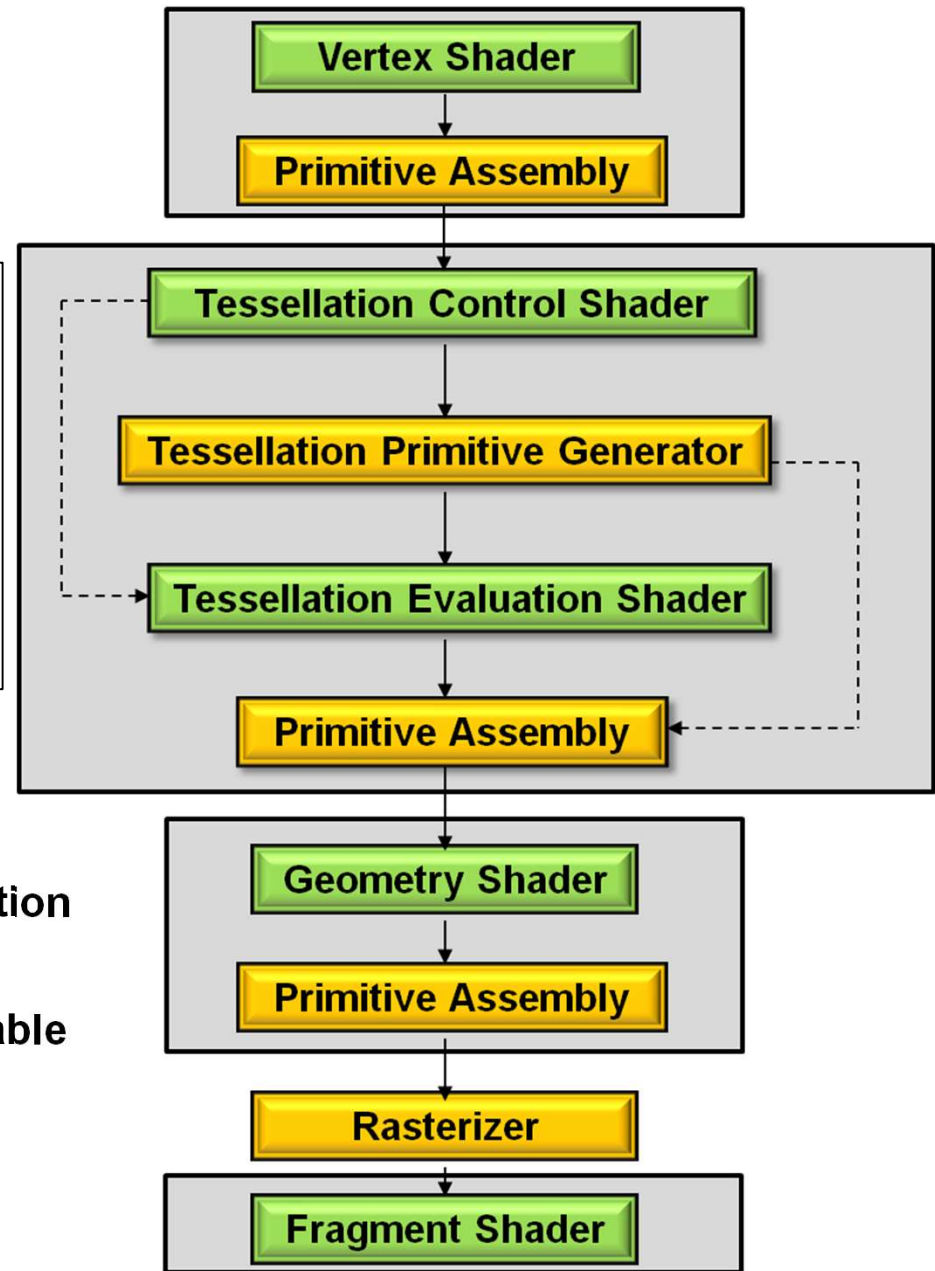 Vertex Shader
Primitive Assembly
Tessellation Control Shader
Tessellation Primitive Generator
Tessellation Evaluation Shader
Primitive Assembly
Geometry Shader
tion
Primitive Assembly
able
Rasterizer
Fragment Shader